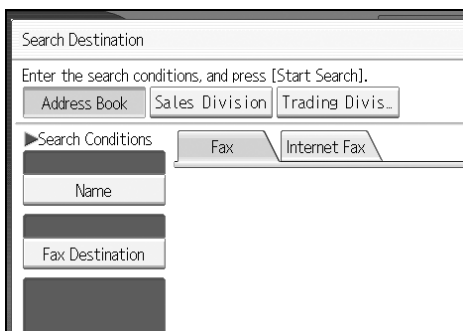 Search Destination
Enter the search conditions, and press [Start Search].
Address Book Sales Division Trading Divis...
▶Search Conditions Fax Internet Fax
Name
Fax Destination